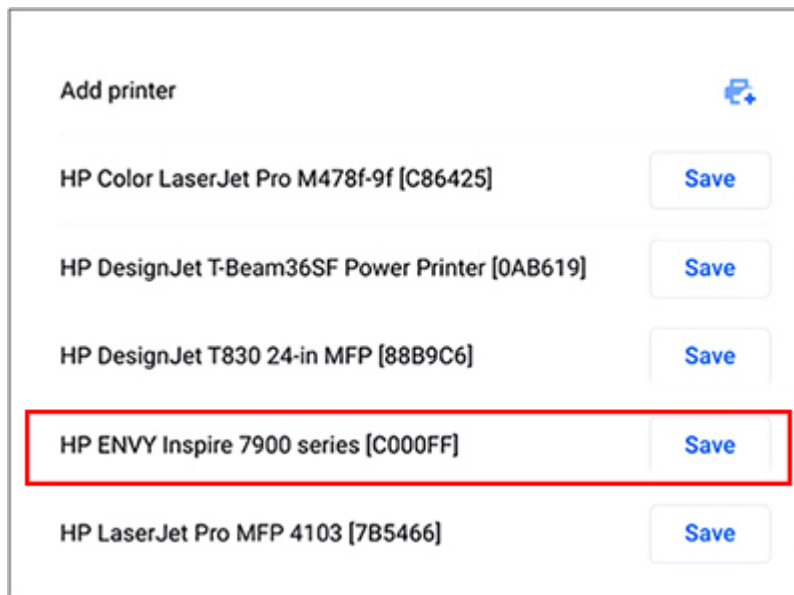 Add printer
HP Color LaserJet Pro M478f-9f [C86425] Save
HP DesignJet T-Beam36SF Power Printer [0AB619] Save
HP DesignJet T830 24-in MFP [88B9C6] Save
HP ENVY Inspire 7900 series [C000FF] Save
HP LaserJet Pro MFP 4103 [7B5466] Save